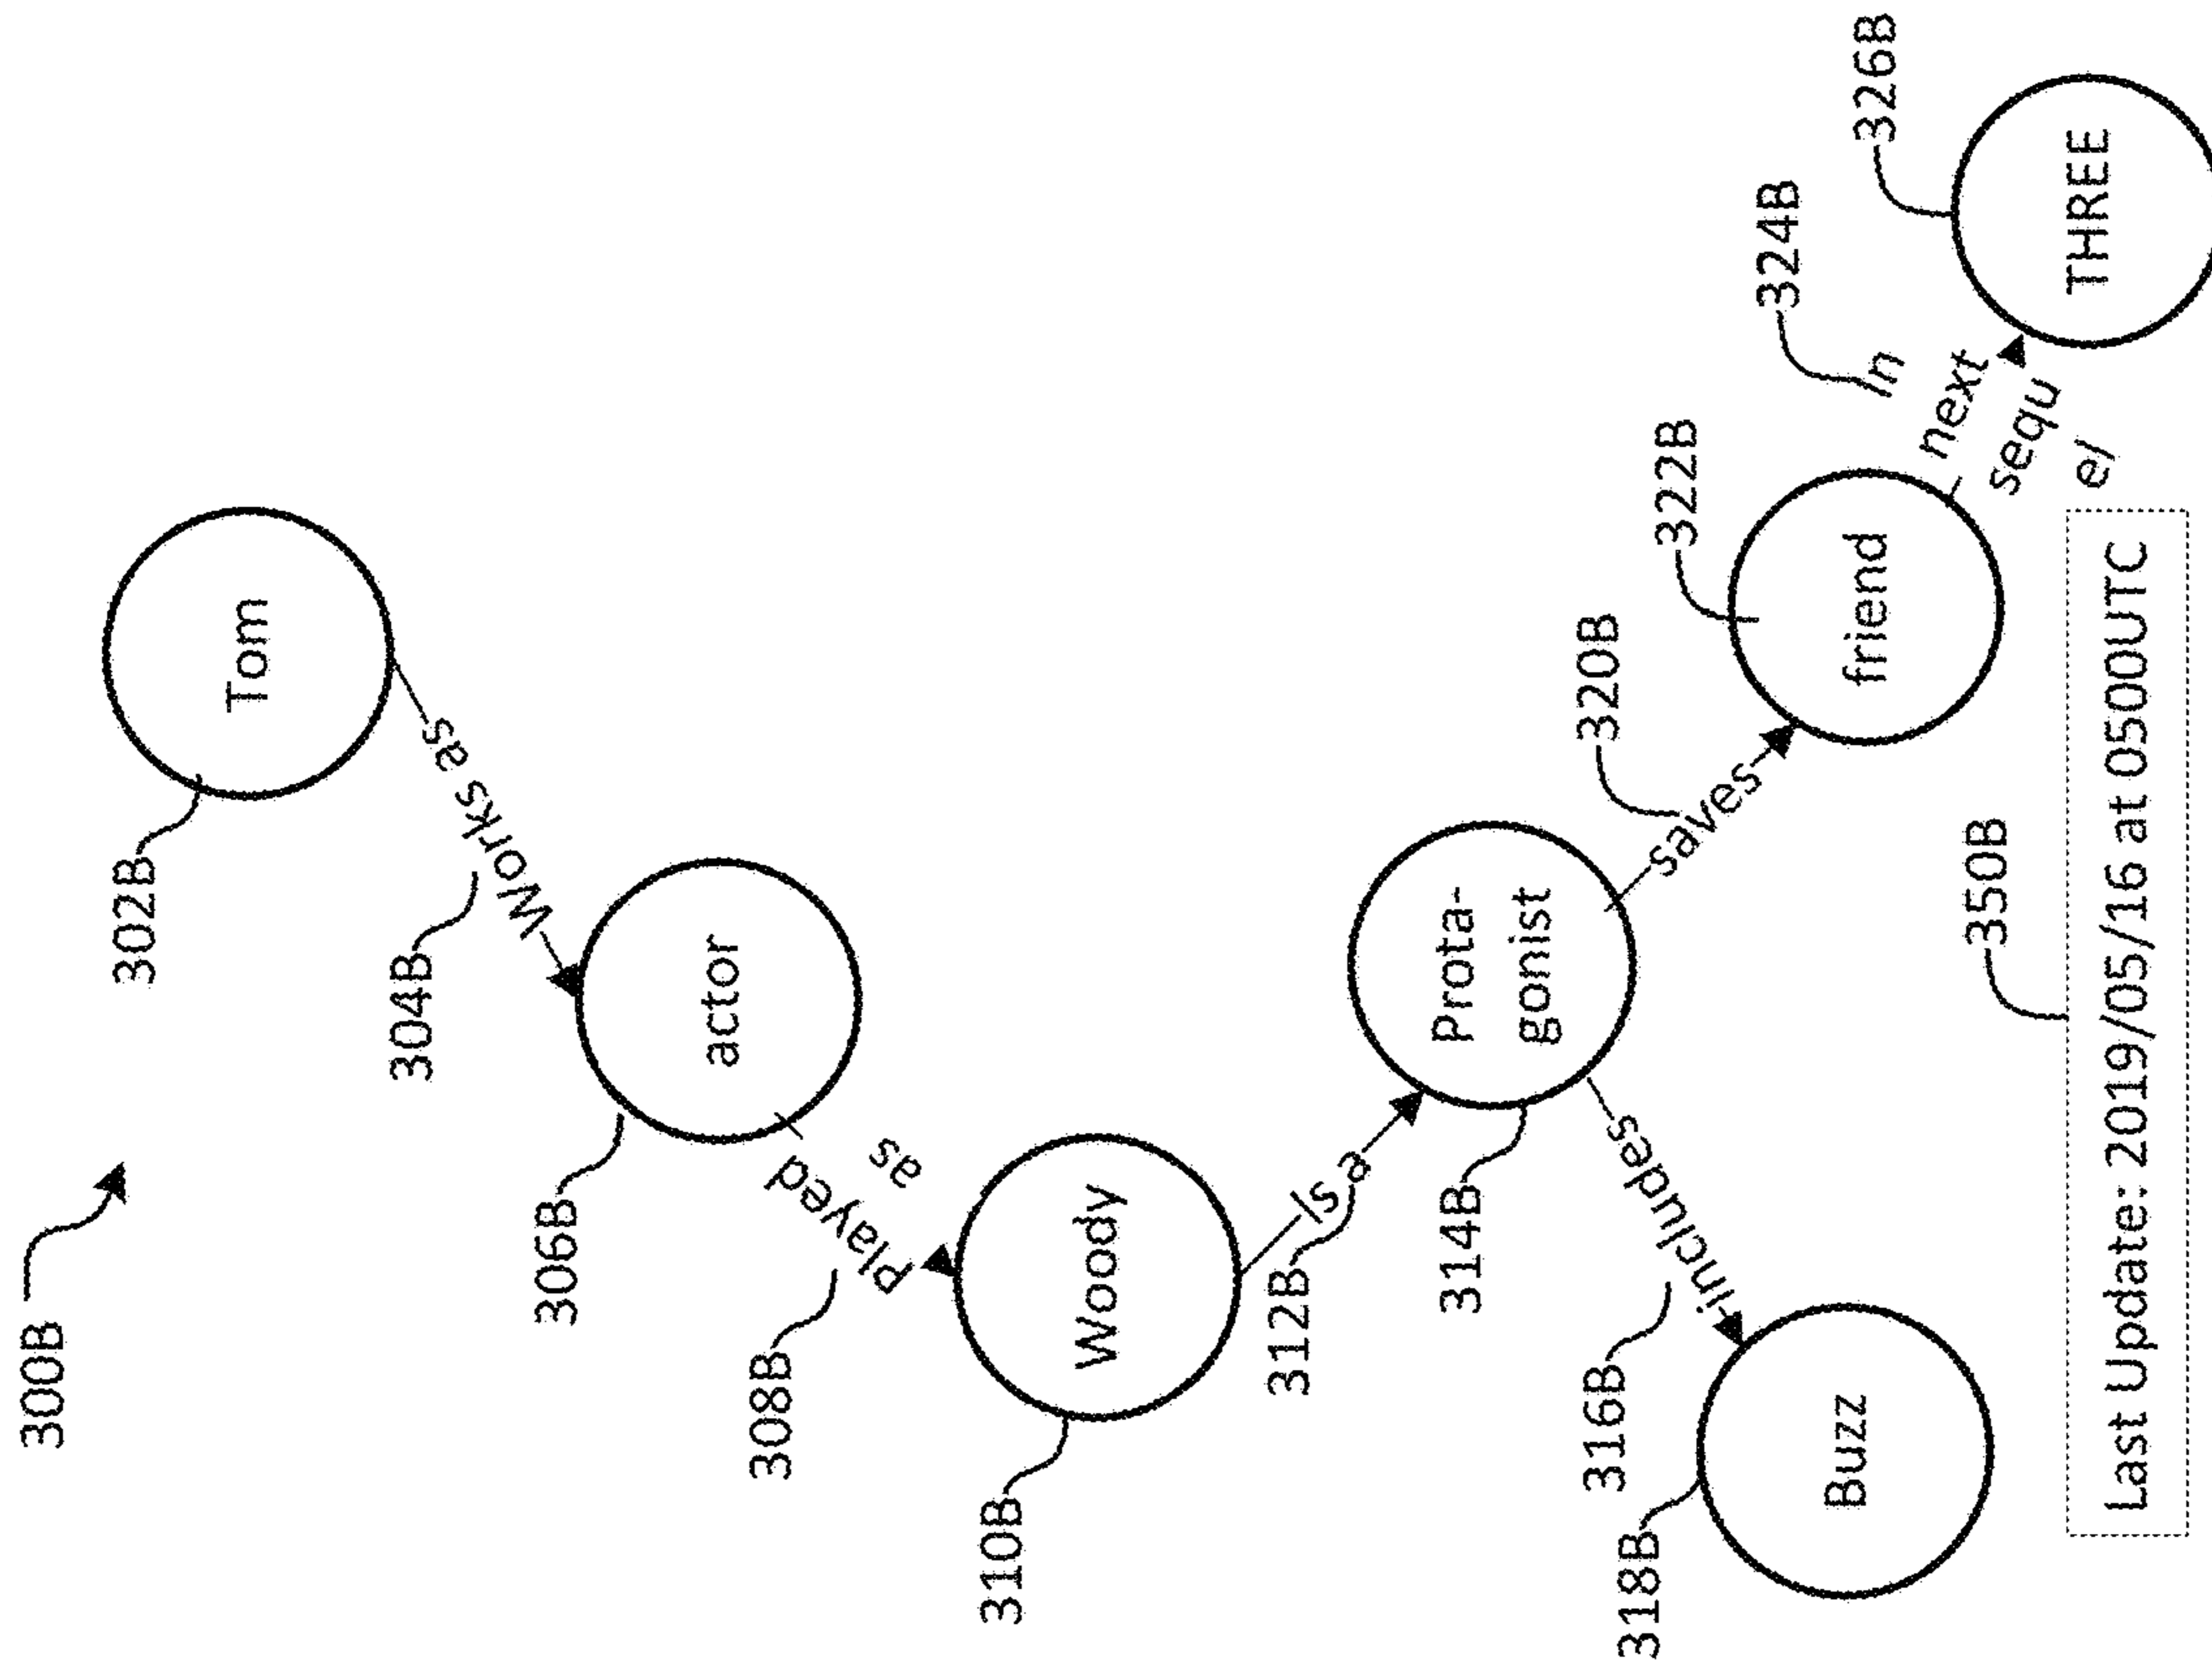 300B
302B
Tom
304B
Works as
306B
actor
308B
Played
as
310B
Woody
312B
Is a
314B
Prota-
gonist
316B
includes
318B
Buzz
320B
saves
322B
friend
324B
In
next
sequ
el
326B
THREE
350B
Last Update: 2019/05/16 at 0500UTC